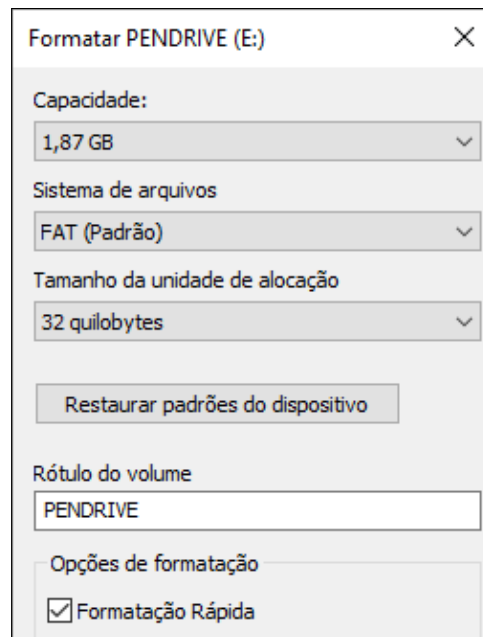 Formatar PENDRIVE (E:)
Capacidade:
1,87 GB
Sistema de arquivos
FAT (Padrão)
Tamanho da unidade de alocação
32 quilobytes
Restaurar padrões do dispositivo
Rótulo do volume
PENDRIVE
Opções de formatação
Formatação Rápida